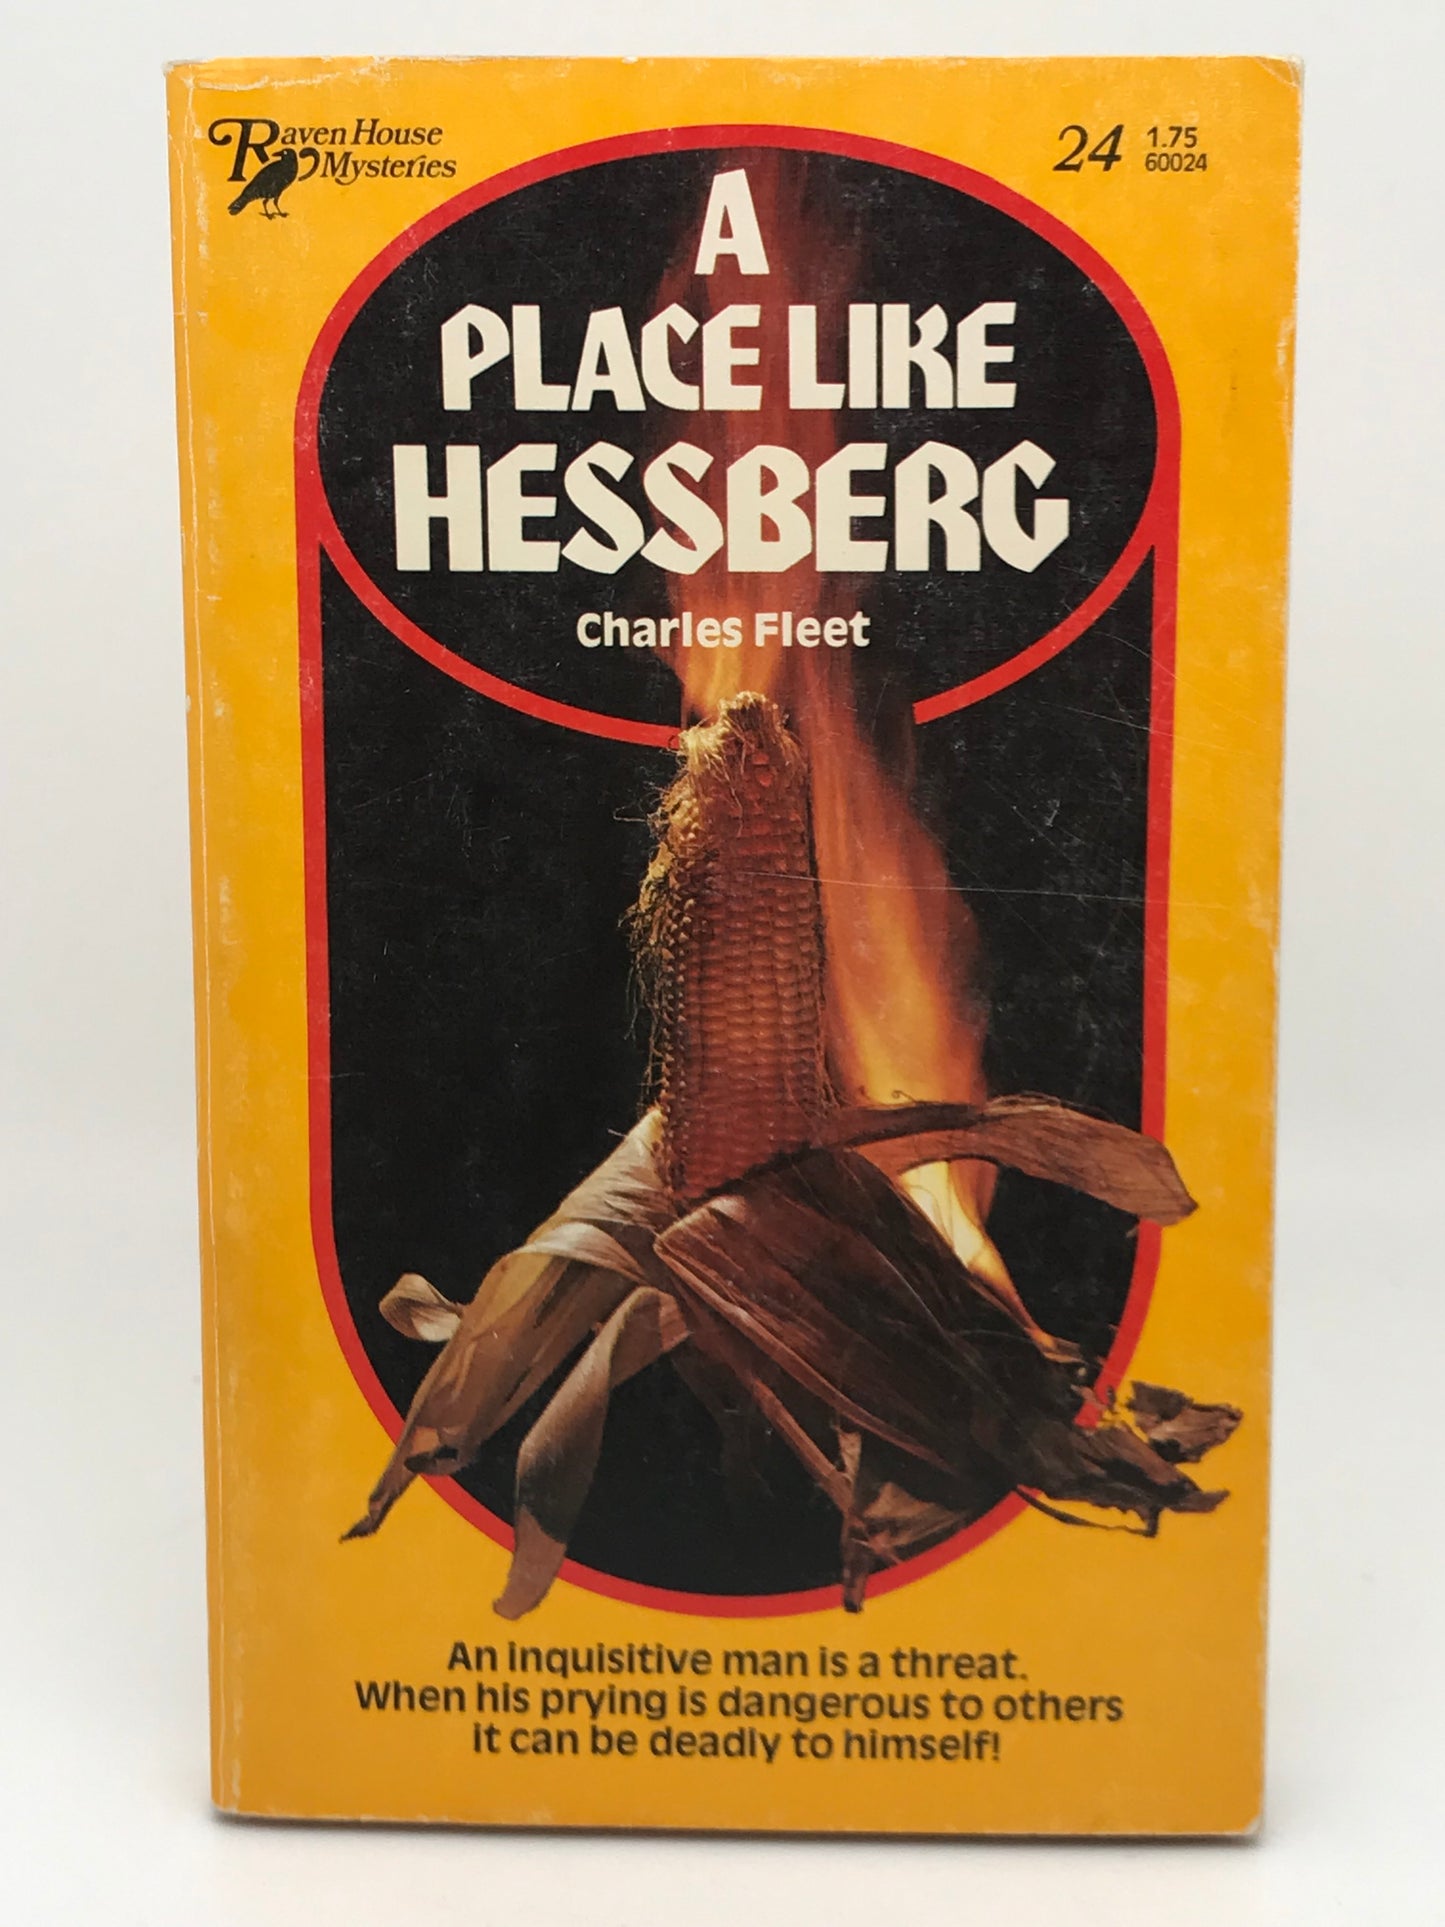 Raven House
Mysteries
24 1.75
60024
A
PLACE LIKE
HESSBERG
Charles Fleet
An inquisitive man is a threat.
When his prying is dangerous to others
it can be deadly to himself!